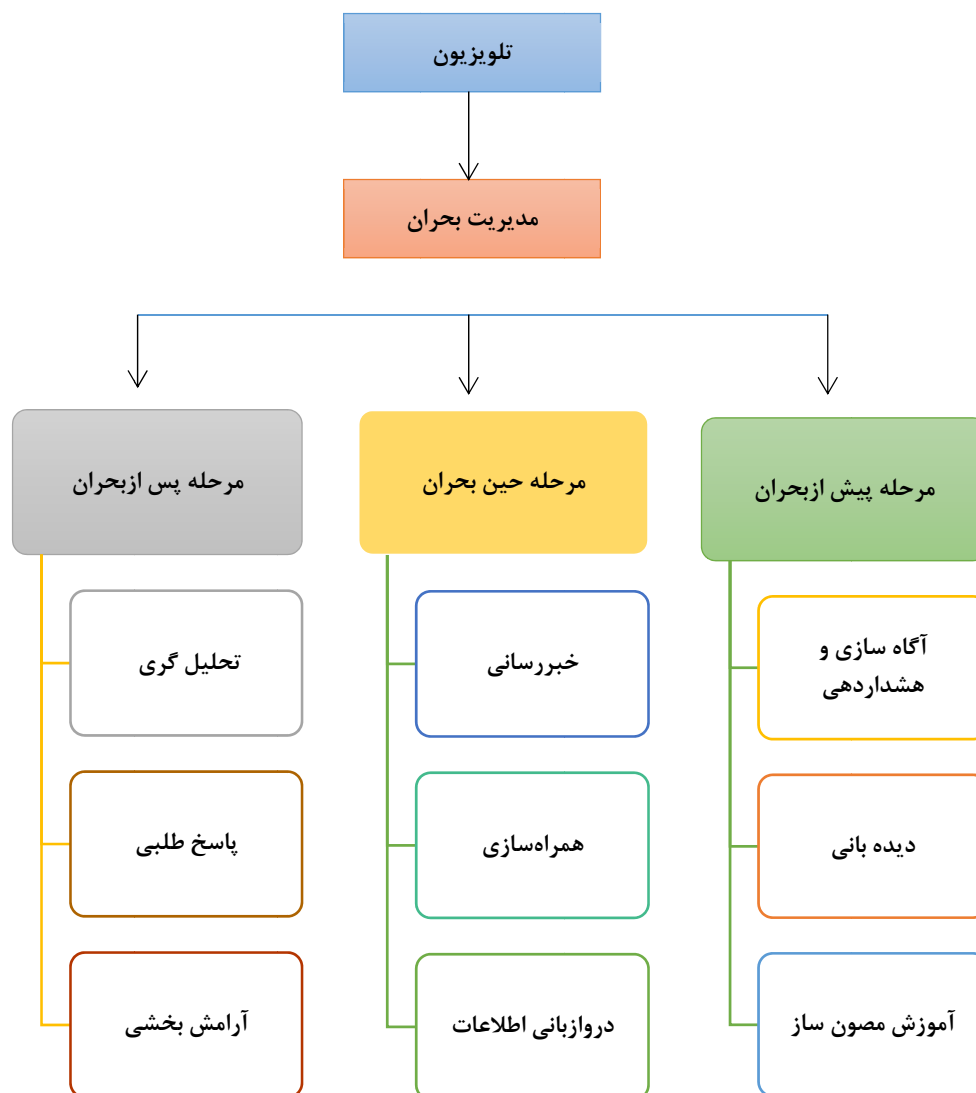 تلویزیون
مدیریت بحران
مرحله پیش ازبحران
آگاه سازی و
هشداردهی
دیده بانی
آموزش مصون ساز
مرحله حین بحران
خبررسانی
همراه‌سازی
دروازبانی اطلاعات
مرحله پس ازبحران
تحلیل گری
پاسخ طلبی
آرامش بخشی